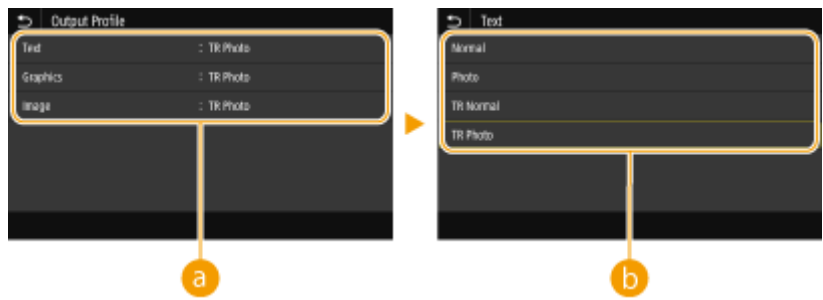 Output Profile
Text : TR Photo
Graphics : TR Photo
Image : TR Photo
a
Text
Normal
Photo
TR Normal
TR Photo
b